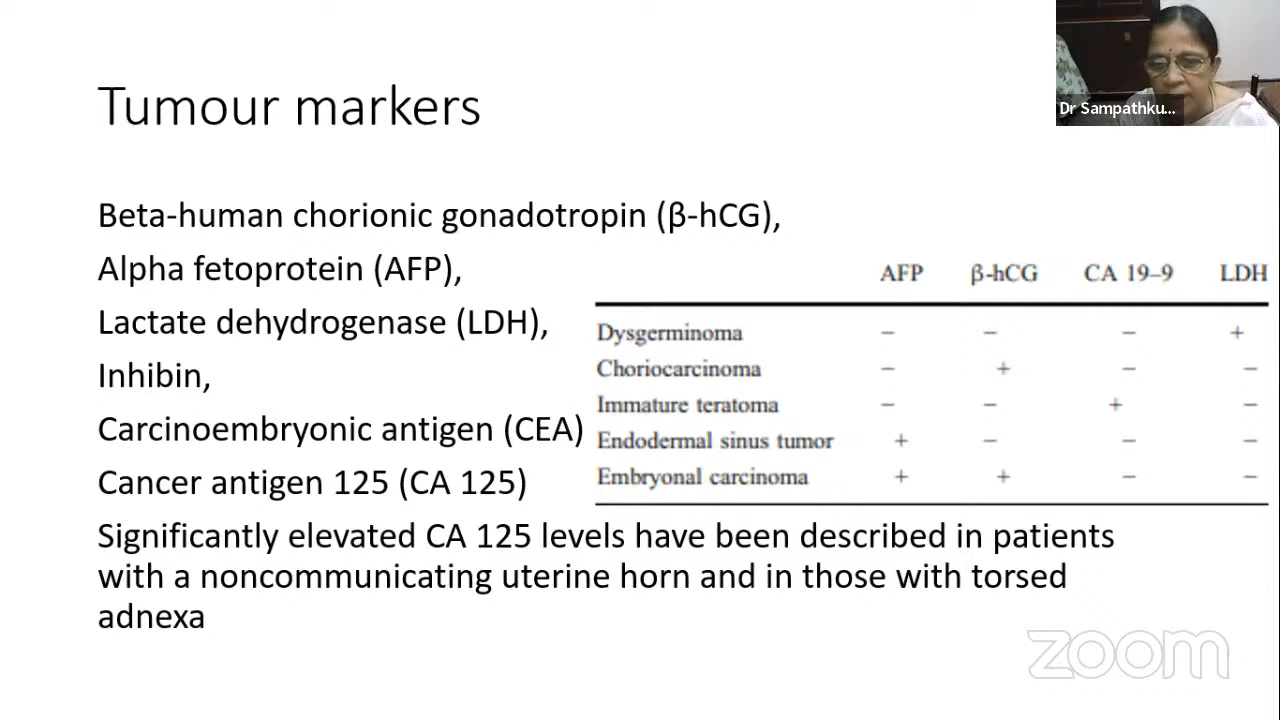 Tumour markers
Dr Sampathku...
Beta-human chorionic gonadotropin (β-hCG),
Alpha fetoprotein (AFP),
Lactate dehydrogenase (LDH),
Inhibin,
Carcinoembryonic antigen (CEA)
Cancer antigen 125 (CA 125)
Significantly elevated CA 125 levels have been described in patients
with a noncommunicating uterine horn and in those with torsed
adnexa
AFP β-hCG CA 19–9 LDH
Dysgerminoma – – – +
Choriocarcinoma – + – –
Immature teratoma – – + –
Endodermal sinus tumor + – – –
Embryonal carcinoma + + – –
zoom